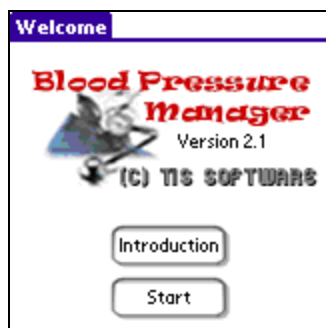 Welcome
Blood Pressure
Manager
Version 2.1
(C) TIS SOFTWARE
Introduction
Start